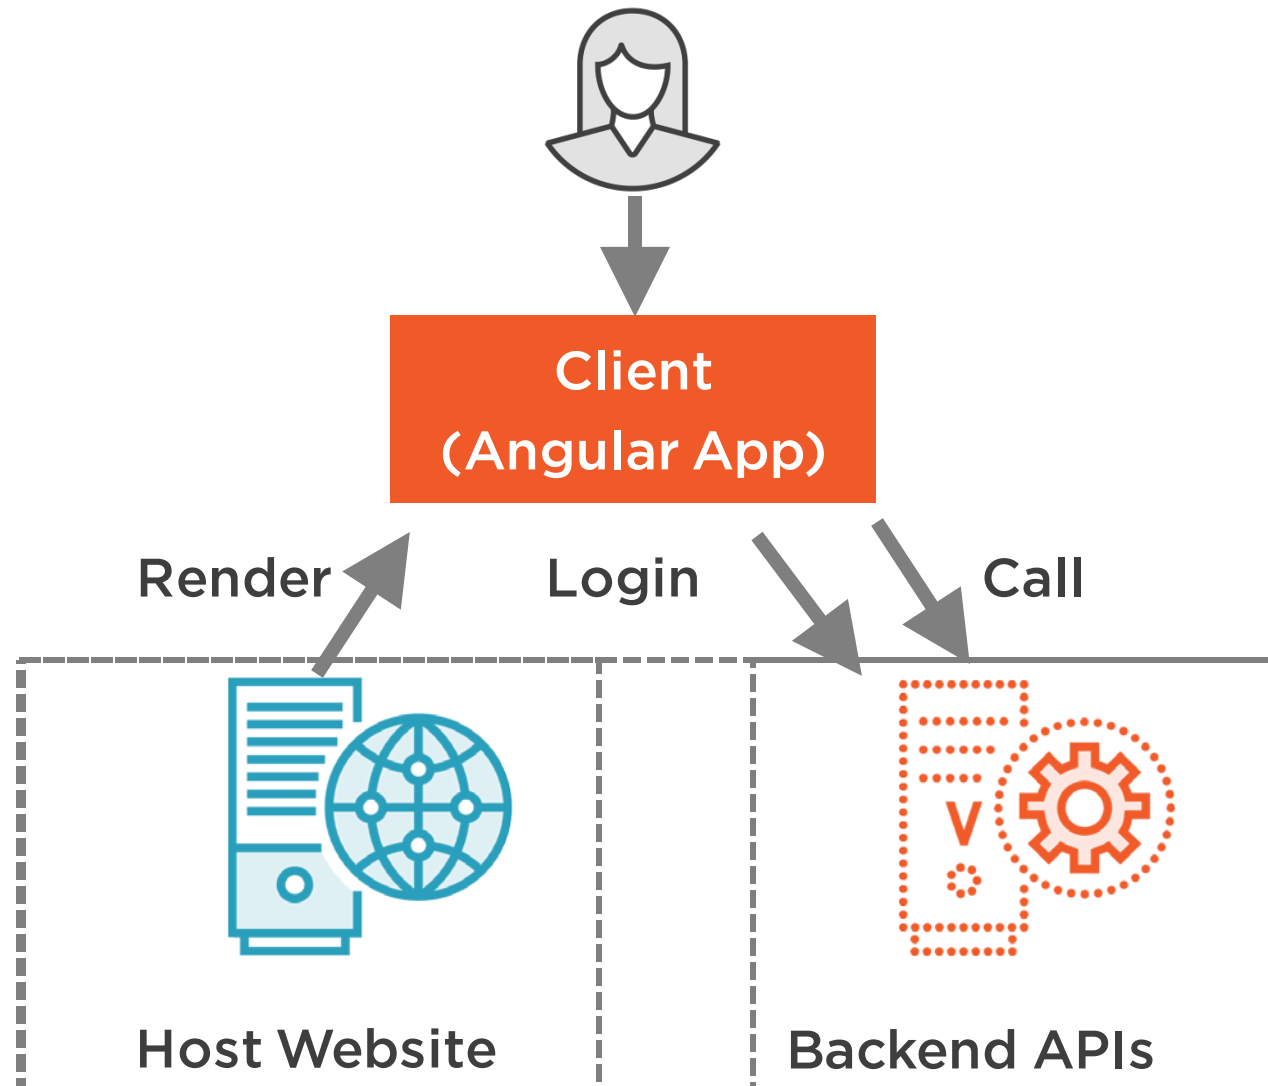 Client
(Angular App)
Render
Login
Call
V
Host Website
Backend APIs